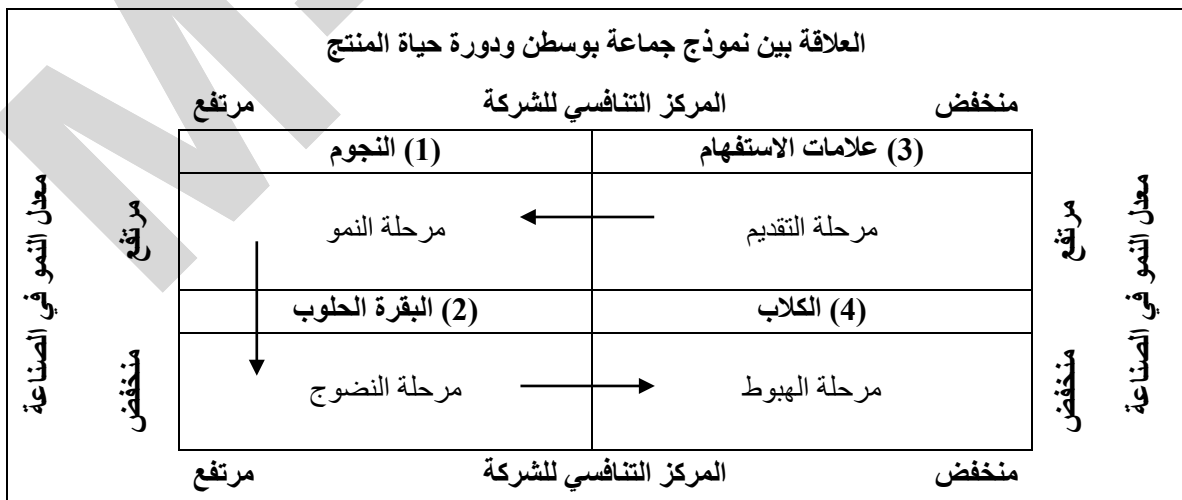 العلاقة بين نموذج جماعة بوسطن ودورة حياة المنتج
منخفض المركز التنافسي للشركة مرتفع
(3) علامات الاستفهام (1) النجوم
معدل النمو في الصناعة
مرتفع
مرحلة التقديم مرحلة النمو
مرتفع
معدل النمو في الصناعة
(4) الكلاب (2) البقرة الحلوب
منخفض
مرحلة الهبوط مرحلة النضوج
منخفض
منخفض المركز التنافسي للشركة مرتفع